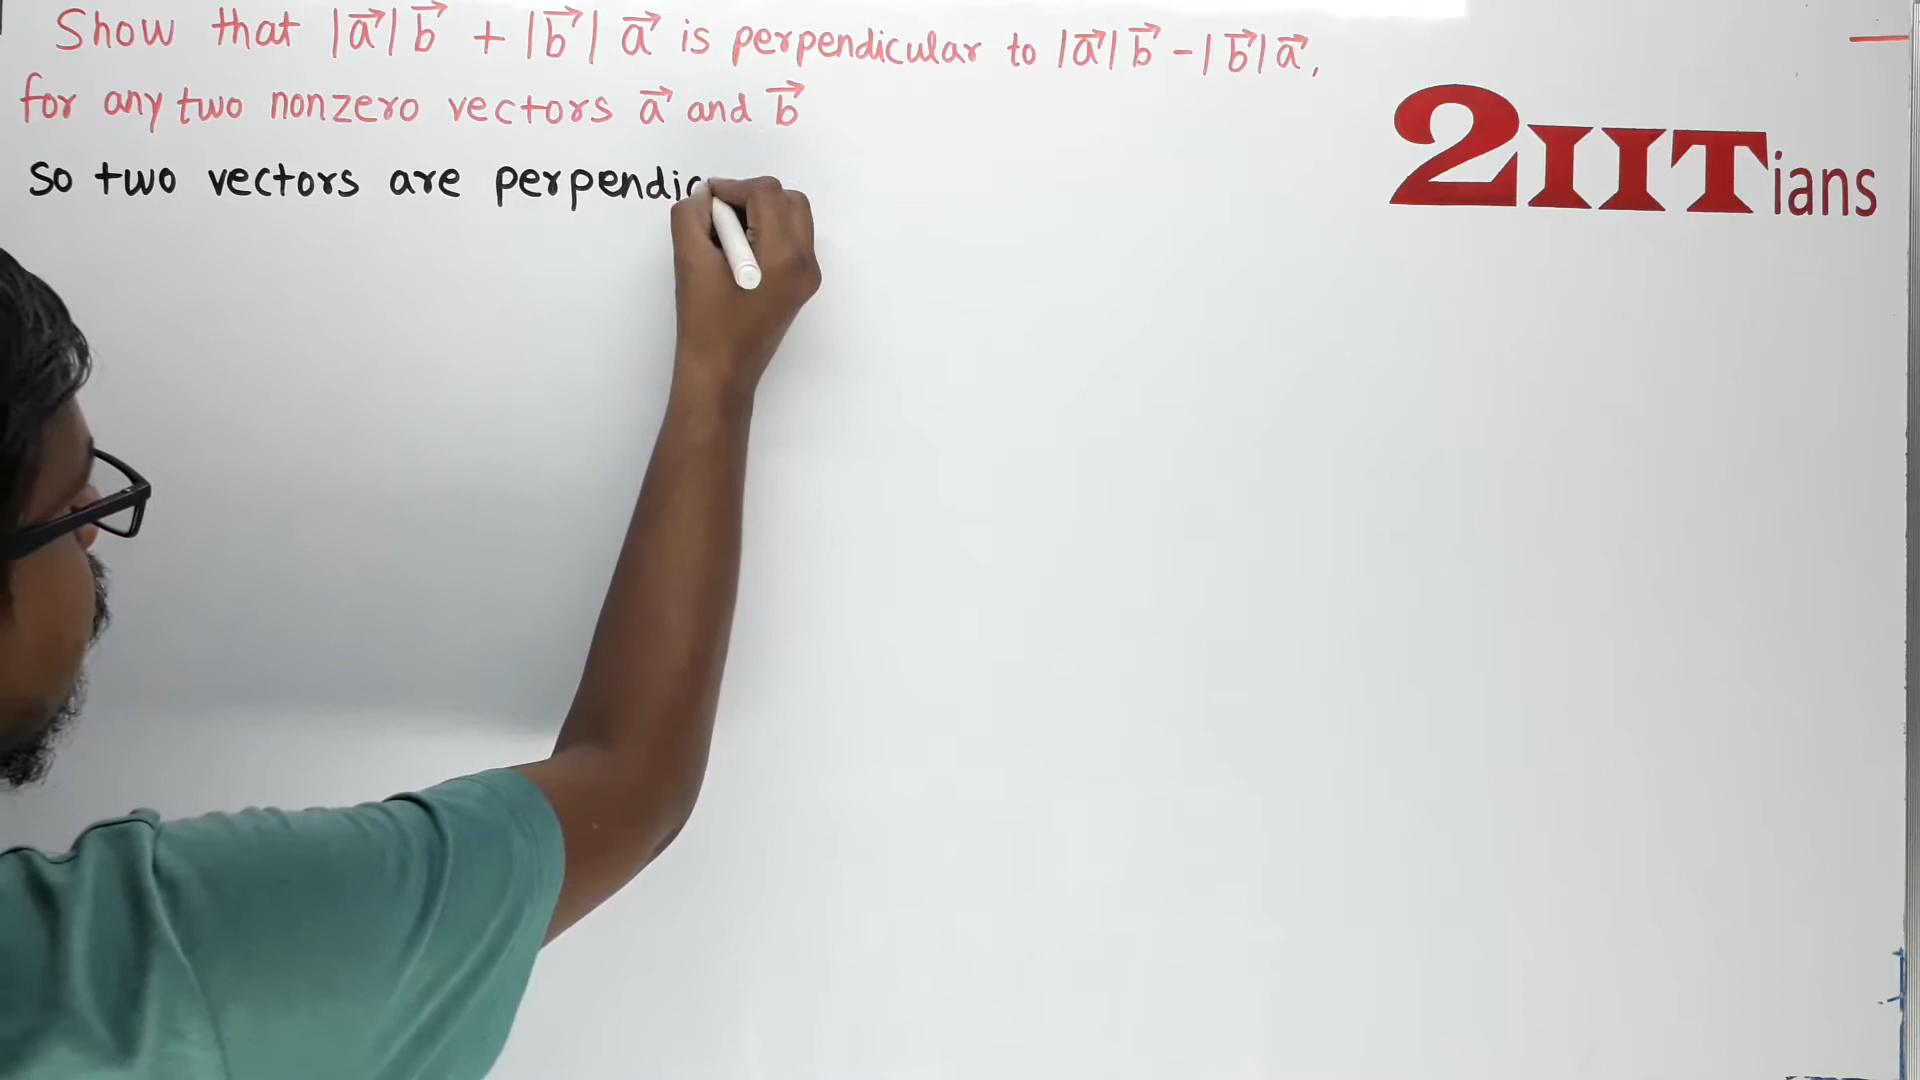 Show that |a⃗| b⃗ + |b⃗| a⃗ is perpendicular to |a⃗| b⃗ - |b⃗| a⃗,
for any two nonzero vectors a⃗ and b⃗
2IITians
So two vectors are perpendic